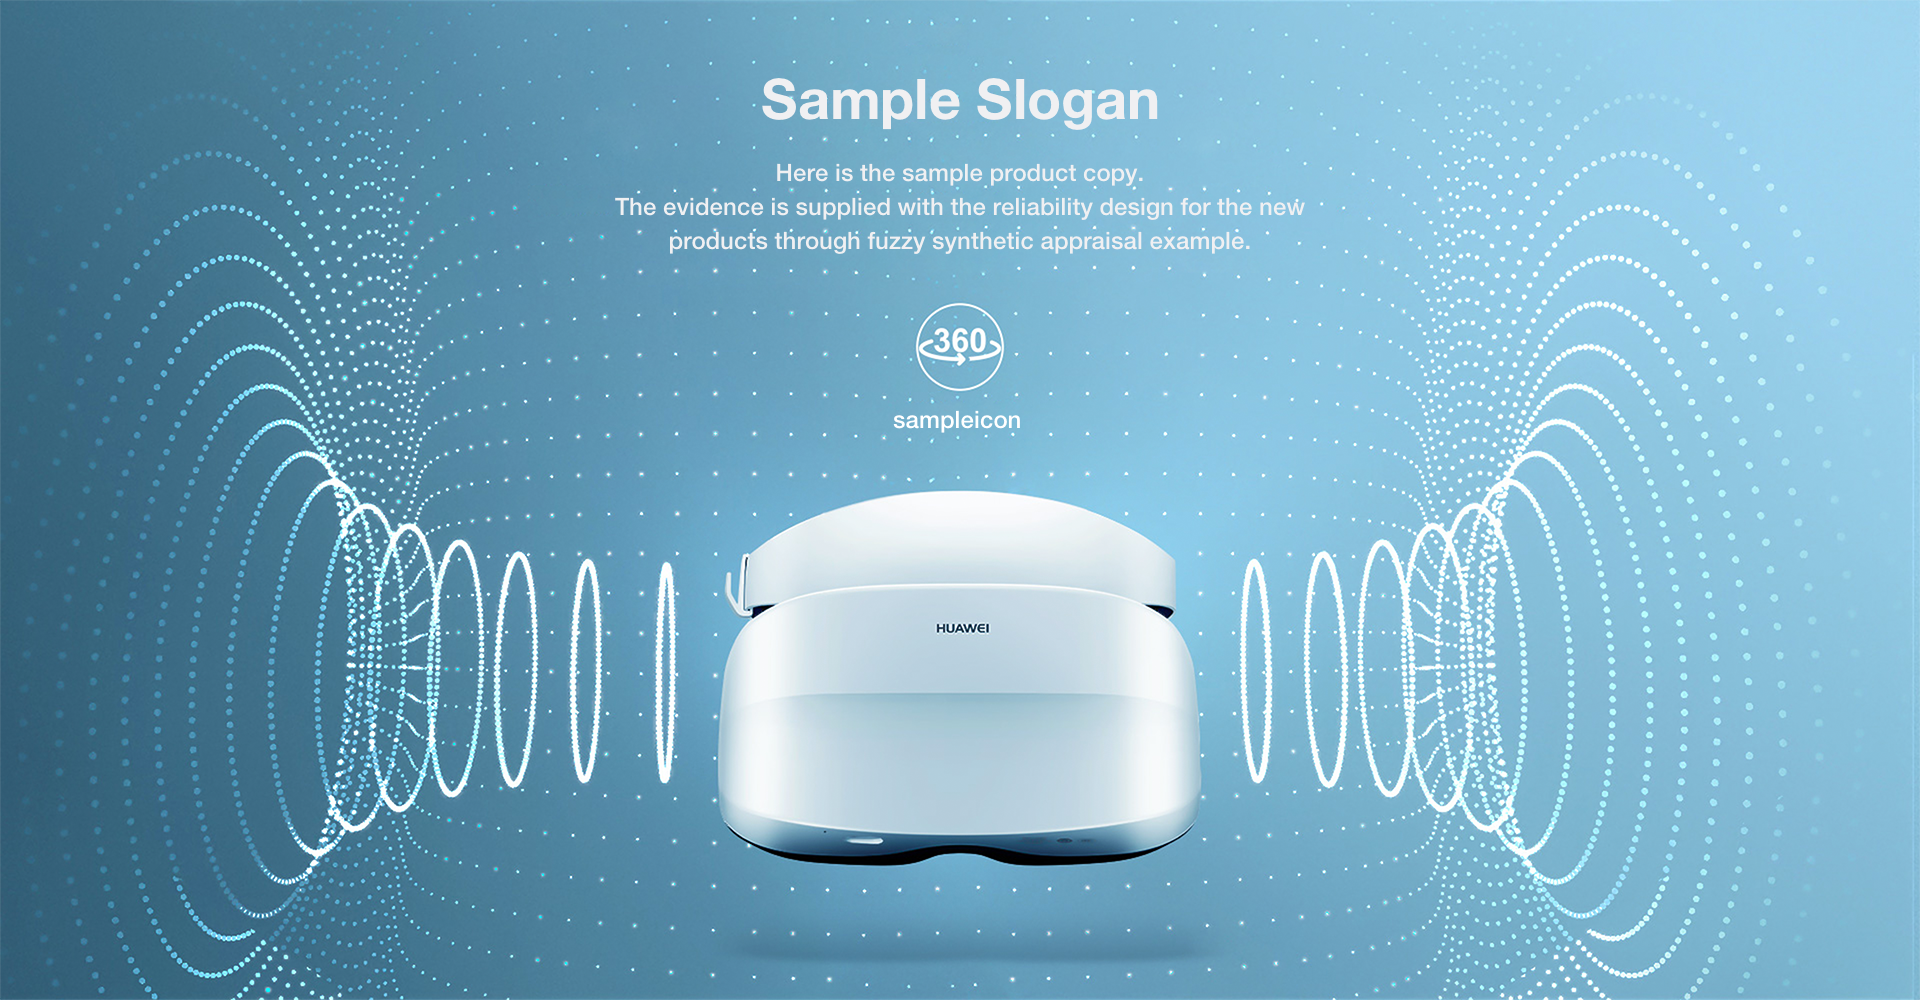 Sample Slogan
Here is the sample product copy.
The evidence is supplied with the reliability design for the new
products through fuzzy synthetic appraisal example.
360
sampleicon
HUAWEI